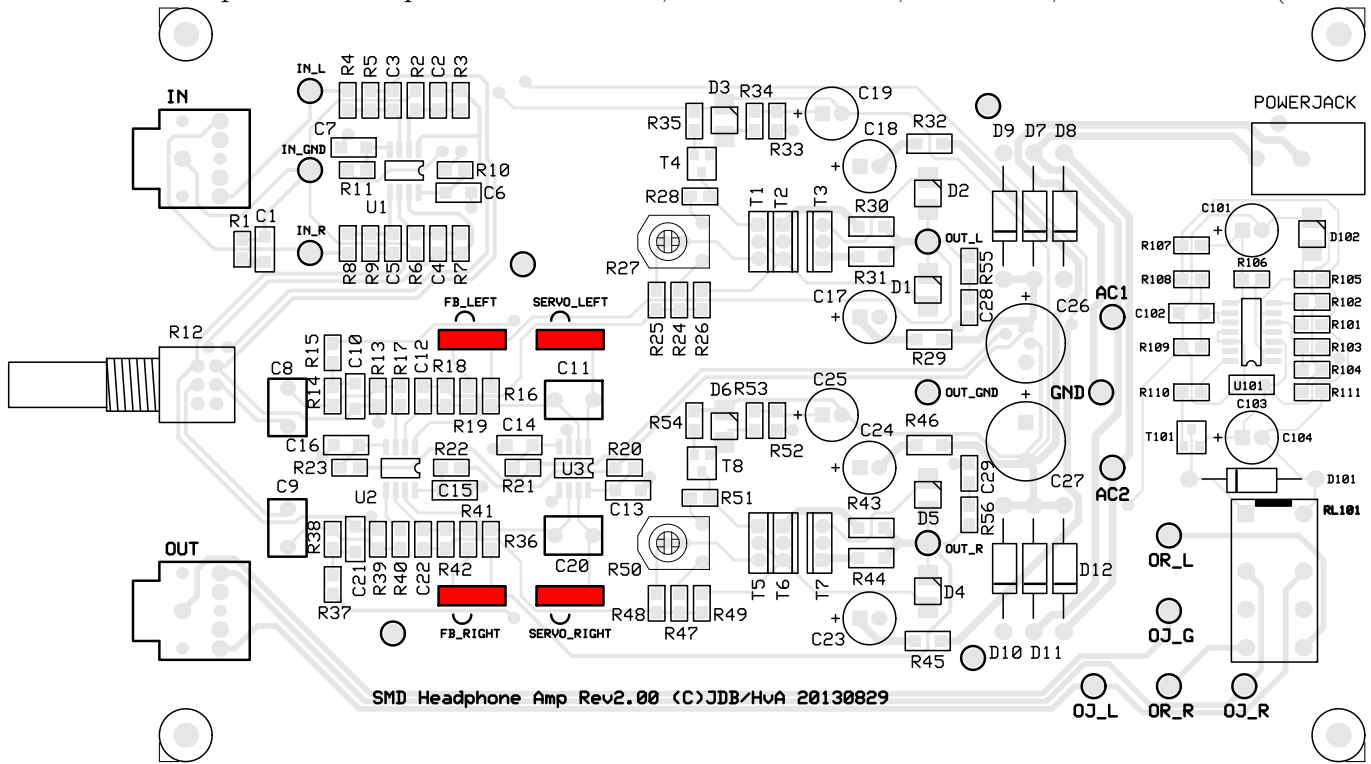 IN_L
R4
R5
C3
R2
C2
R3
IN
C7
IN_GND
R11
R10
C6
U1
R1
C1
IN_R
R8
R9
C5
R6
C4
R7
D3
R34
C19
R35
R33
C18
R32
T4
R28
D2
T1
T2
T3
R30
OUT_L
R27
R31
D1
R55
C17
C28
R25
R24
R26
R29
D9
D7
D8
C26
POWERJACK
C101
D102
R107
R106
R108
R105
AC1
C102
R102
R101
R109
R103
R104
R110
U101
R111
C103
T101
C104
D101
RL101
FB_LEFT
SERVO_LEFT
R12
R15
C10
R13
R17
C12
R18
C11
C8
R14
R16
R19
C16
C14
R23
R22
R21
U3
R20
U2
C15
C13
C9
R41
R38
R36
C21
R39
R40
C22
R42
C20
R37
FB_RIGHT
SERVO_RIGHT
OUT
D6
R53
C25
R54
R52
C24
R46
OUT_GND
GND
T8
R51
C29
C27
AC2
R43
D5
R56
OUT_R
R50
T5
T6
T7
R44
D4
D12
R48
R47
R49
C23
R45
D10
D11
OR_L
OJ_G
OJ_L
OR_R
OJ_R
SMD Headphone Amp Rev2.00 (C)JDB/HvA 20130829